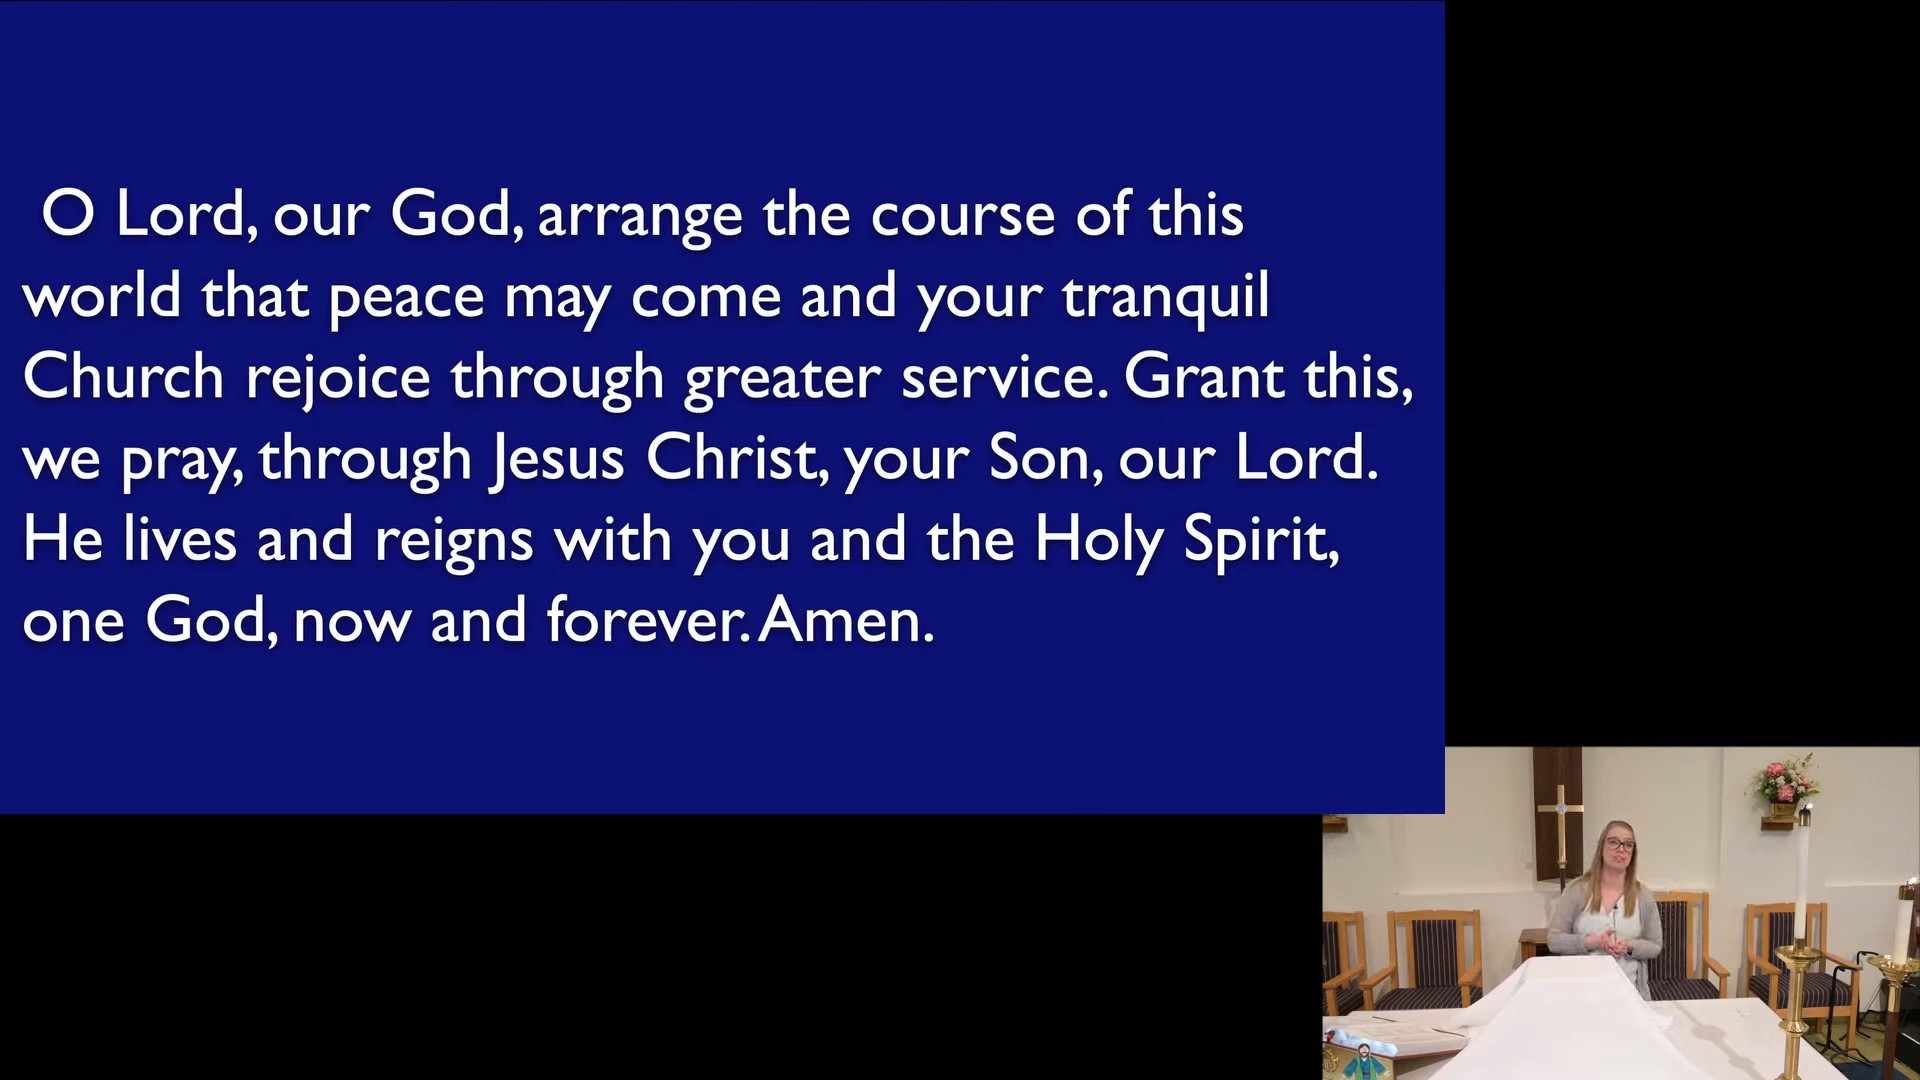 O Lord, our God, arrange the course of this
world that peace may come and your tranquil
Church rejoice through greater service. Grant this,
we pray, through Jesus Christ, your Son, our Lord.
He lives and reigns with you and the Holy Spirit,
one God, now and forever. Amen.